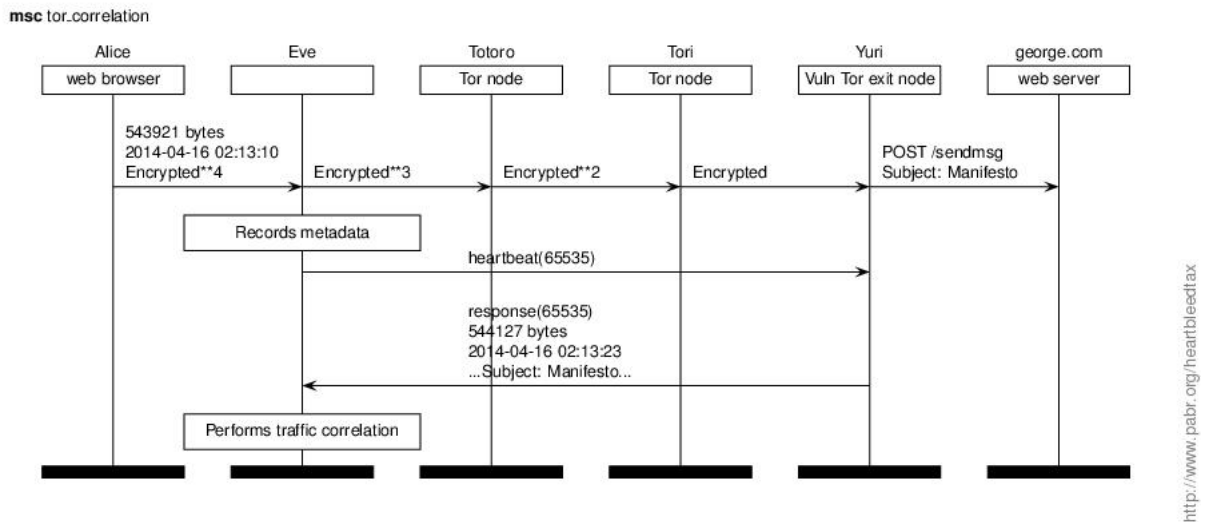 msc tor_correlation
Alice
Eve
Totoro
Tori
Yuri
george.com
web browser
Tor node
Tor node
Vuln Tor exit node
web server
543921 bytes
2014-04-16 02:13:10
Encrypted**4
Encrypted**3
Encrypted**2
Encrypted
POST /sendmsg
Subject: Manifesto
Records metadata
heartbeat(65535)
response(65535)
544127 bytes
2014-04-16 02:13:23
...Subject: Manifesto...
Performs traffic correlation
http://www.pabr.org/heartbleedtax